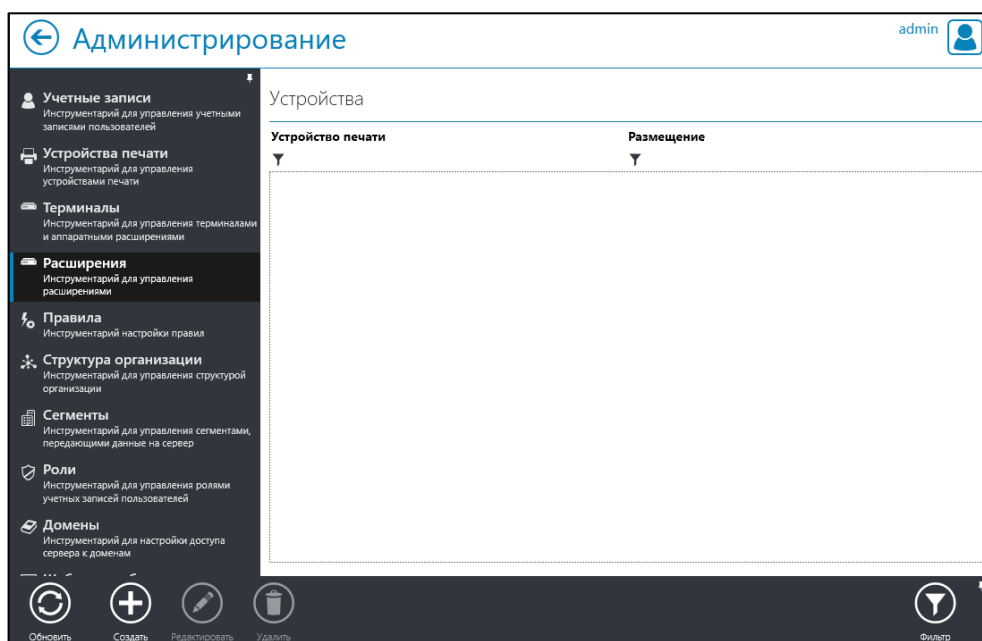 Администрирование
admin
Учетные записи
Инструментарий для управления учетными
записями пользователей
Устройства печати
Инструментарий для управления
устройствами печати
Терминалы
Инструментарий для управления терминалами
и аппаратными расширениями
Расширения
Инструментарий для управления
расширениями
Правила
Инструментарий настройки правил
Структура организации
Инструментарий для управления структурой
организации
Сегменты
Инструментарий для управления сегментами,
передающими данные на сервер
Роли
Инструментарий для управления ролями
учетных записей пользователей
Домены
Инструментарий для настройки доступа
сервера к доменам
Устройства
Устройство печати
Размещение
Обновить
Создать
Редактировать
Удалить
Фильтр